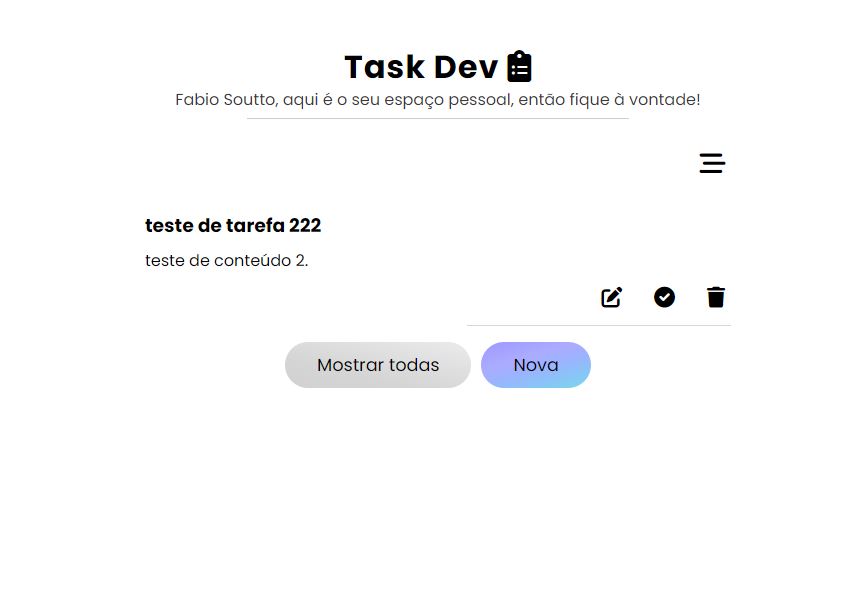 Task Dev
Fabio Soutto, aqui é o seu espaço pessoal, então fique à vontade!
teste de tarefa 222
teste de conteúdo 2.
Mostrar todas
Nova